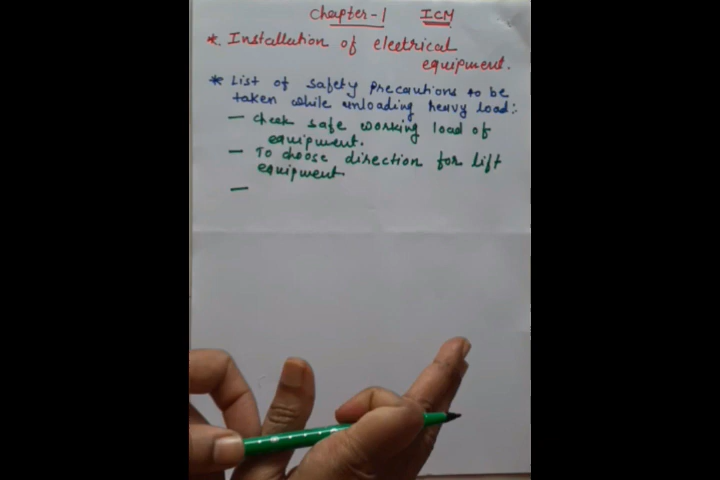 Chapter-1 ICM
* Installation of electrical
equipment.
* List of safety precautions to be
taken while unloading heavy load:-
- Check safe working load of
equipment.
- To choose direction for lift
equipment.
-